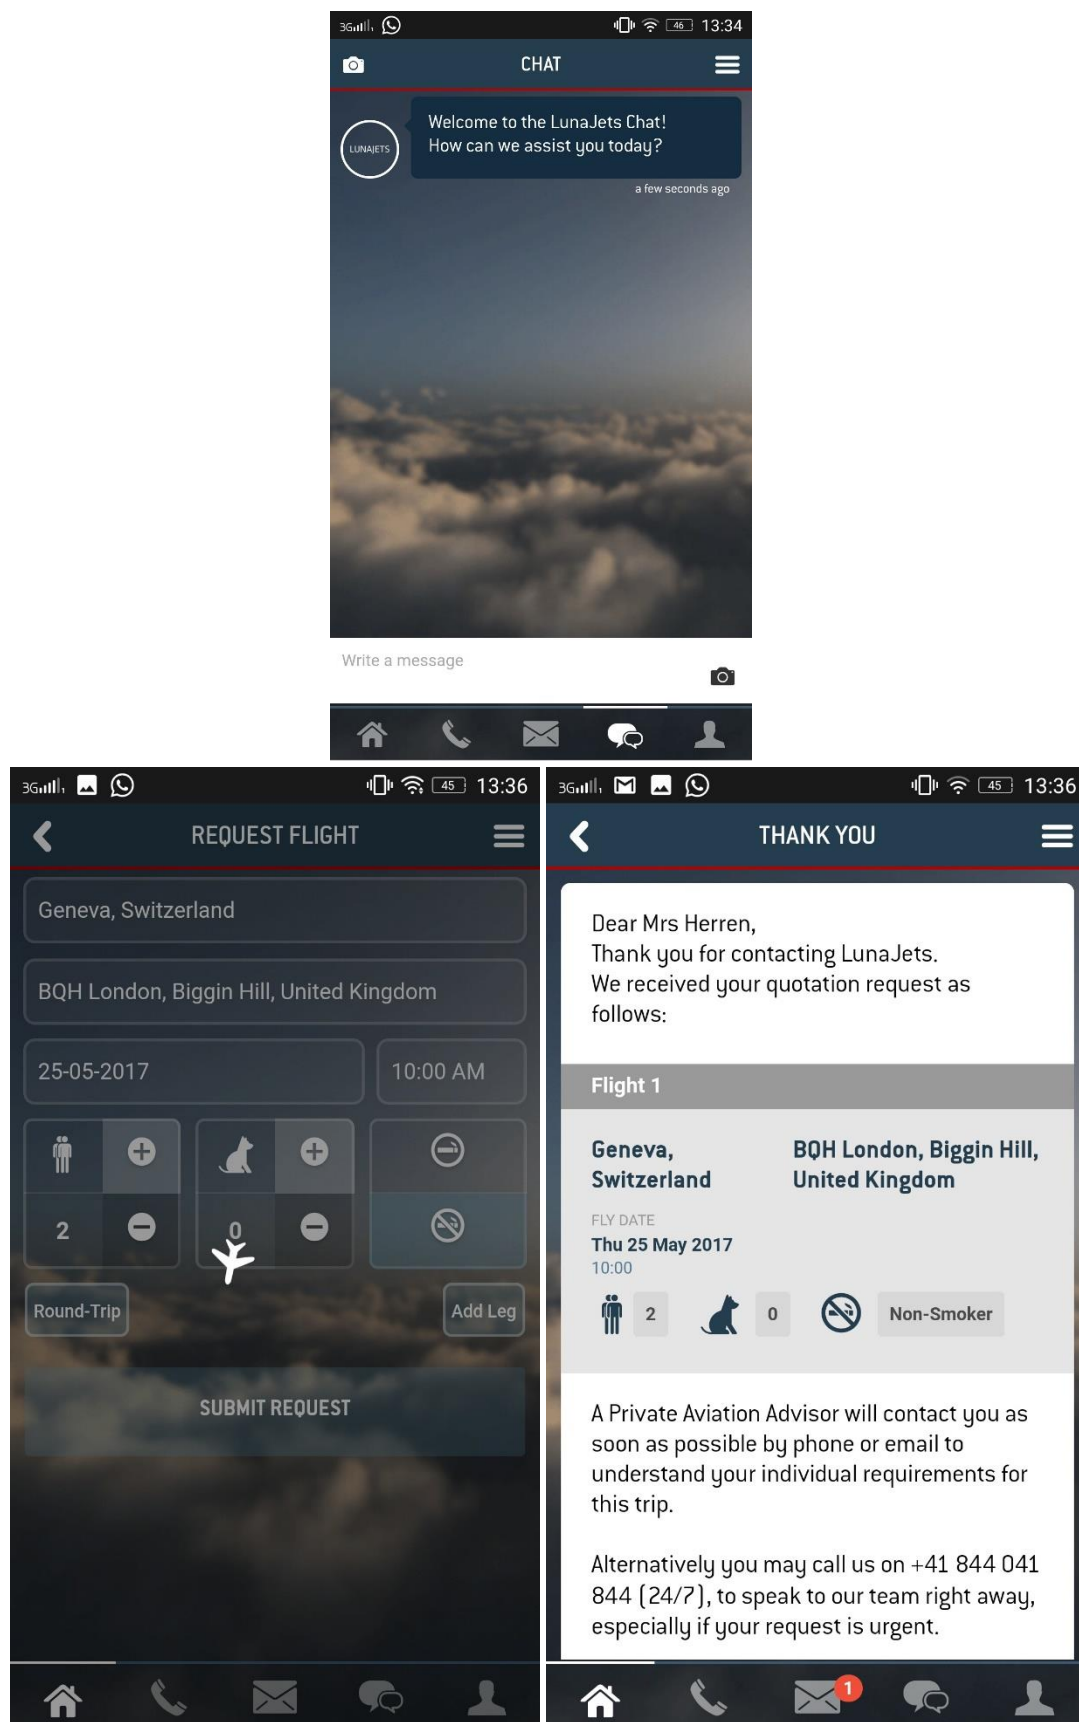 3G 46 13:34
CHAT
LUNAJETS
Welcome to the LunaJets Chat!
How can we assist you today?
a few seconds ago
Write a message
3G 45 13:36
REQUEST FLIGHT
Geneva, Switzerland
BQH London, Biggin Hill, United Kingdom
25-05-2017 10:00 AM
2 0
Round-Trip Add Leg
SUBMIT REQUEST
3G 45 13:36
THANK YOU
Dear Mrs Herren,
Thank you for contacting LunaJets.
We received your quotation request as
follows:
Flight 1
Geneva,
Switzerland
BQH London, Biggin Hill,
United Kingdom
FLY DATE
Thu 25 May 2017
10:00
2 0 Non-Smoker
A Private Aviation Advisor will contact you as
soon as possible by phone or email to
understand your individual requirements for
this trip.
Alternatively you may call us on +41 844 041
844 (24/7), to speak to our team right away,
especially if your request is urgent.
1